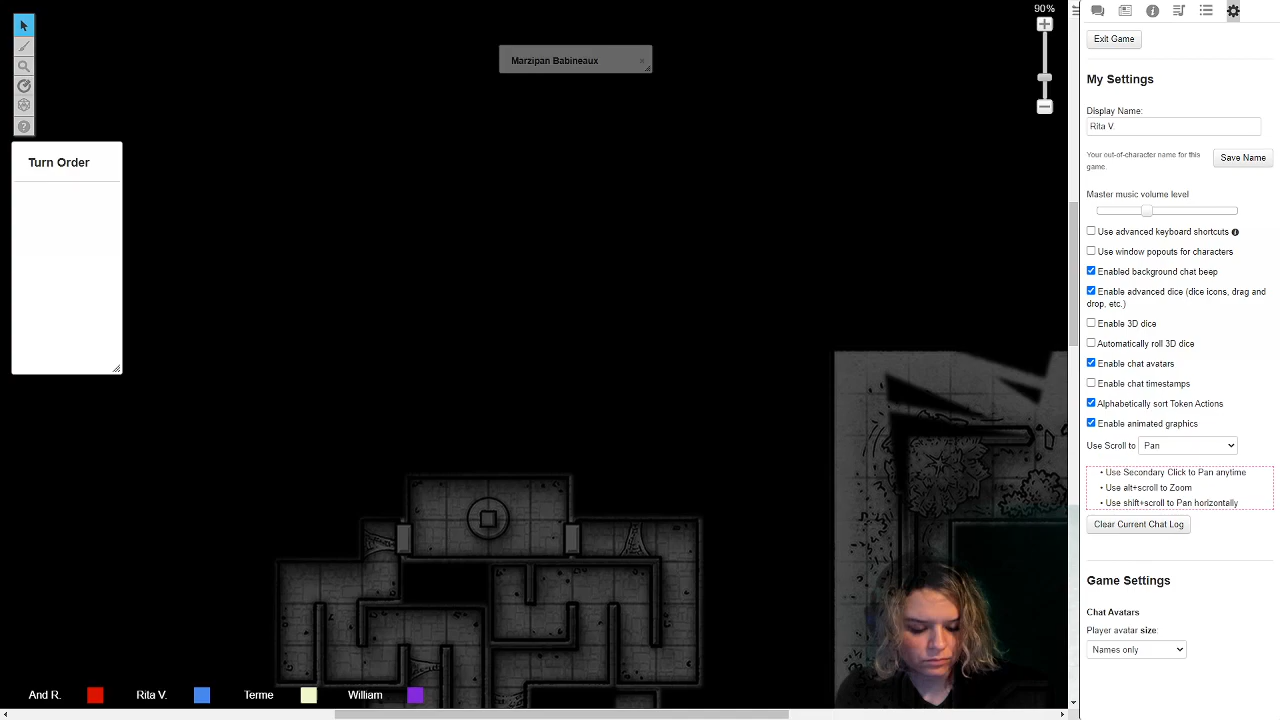 90%
Marzipan Babineaux
×
Turn Order
Exit Game
My Settings
Display Name:
Rita V.
Your out-of-character name for this
game.
Save Name
Master music volume level
Use advanced keyboard shortcuts
Use window popouts for characters
Enabled background chat beep
Enable advanced dice (dice icons, drag and
drop, etc.)
Enable 3D dice
Automatically roll 3D dice
Enable chat avatars
Enable chat timestamps
Alphabetically sort Token Actions
Enable animated graphics
Use Scroll to Pan
• Use Secondary Click to Pan anytime
• Use alt+scroll to Zoom
• Use shift+scroll to Pan horizontally
Clear Current Chat Log
Game Settings
Chat Avatars
Player avatar size:
Names only
And R.
Rita V.
Terme
William